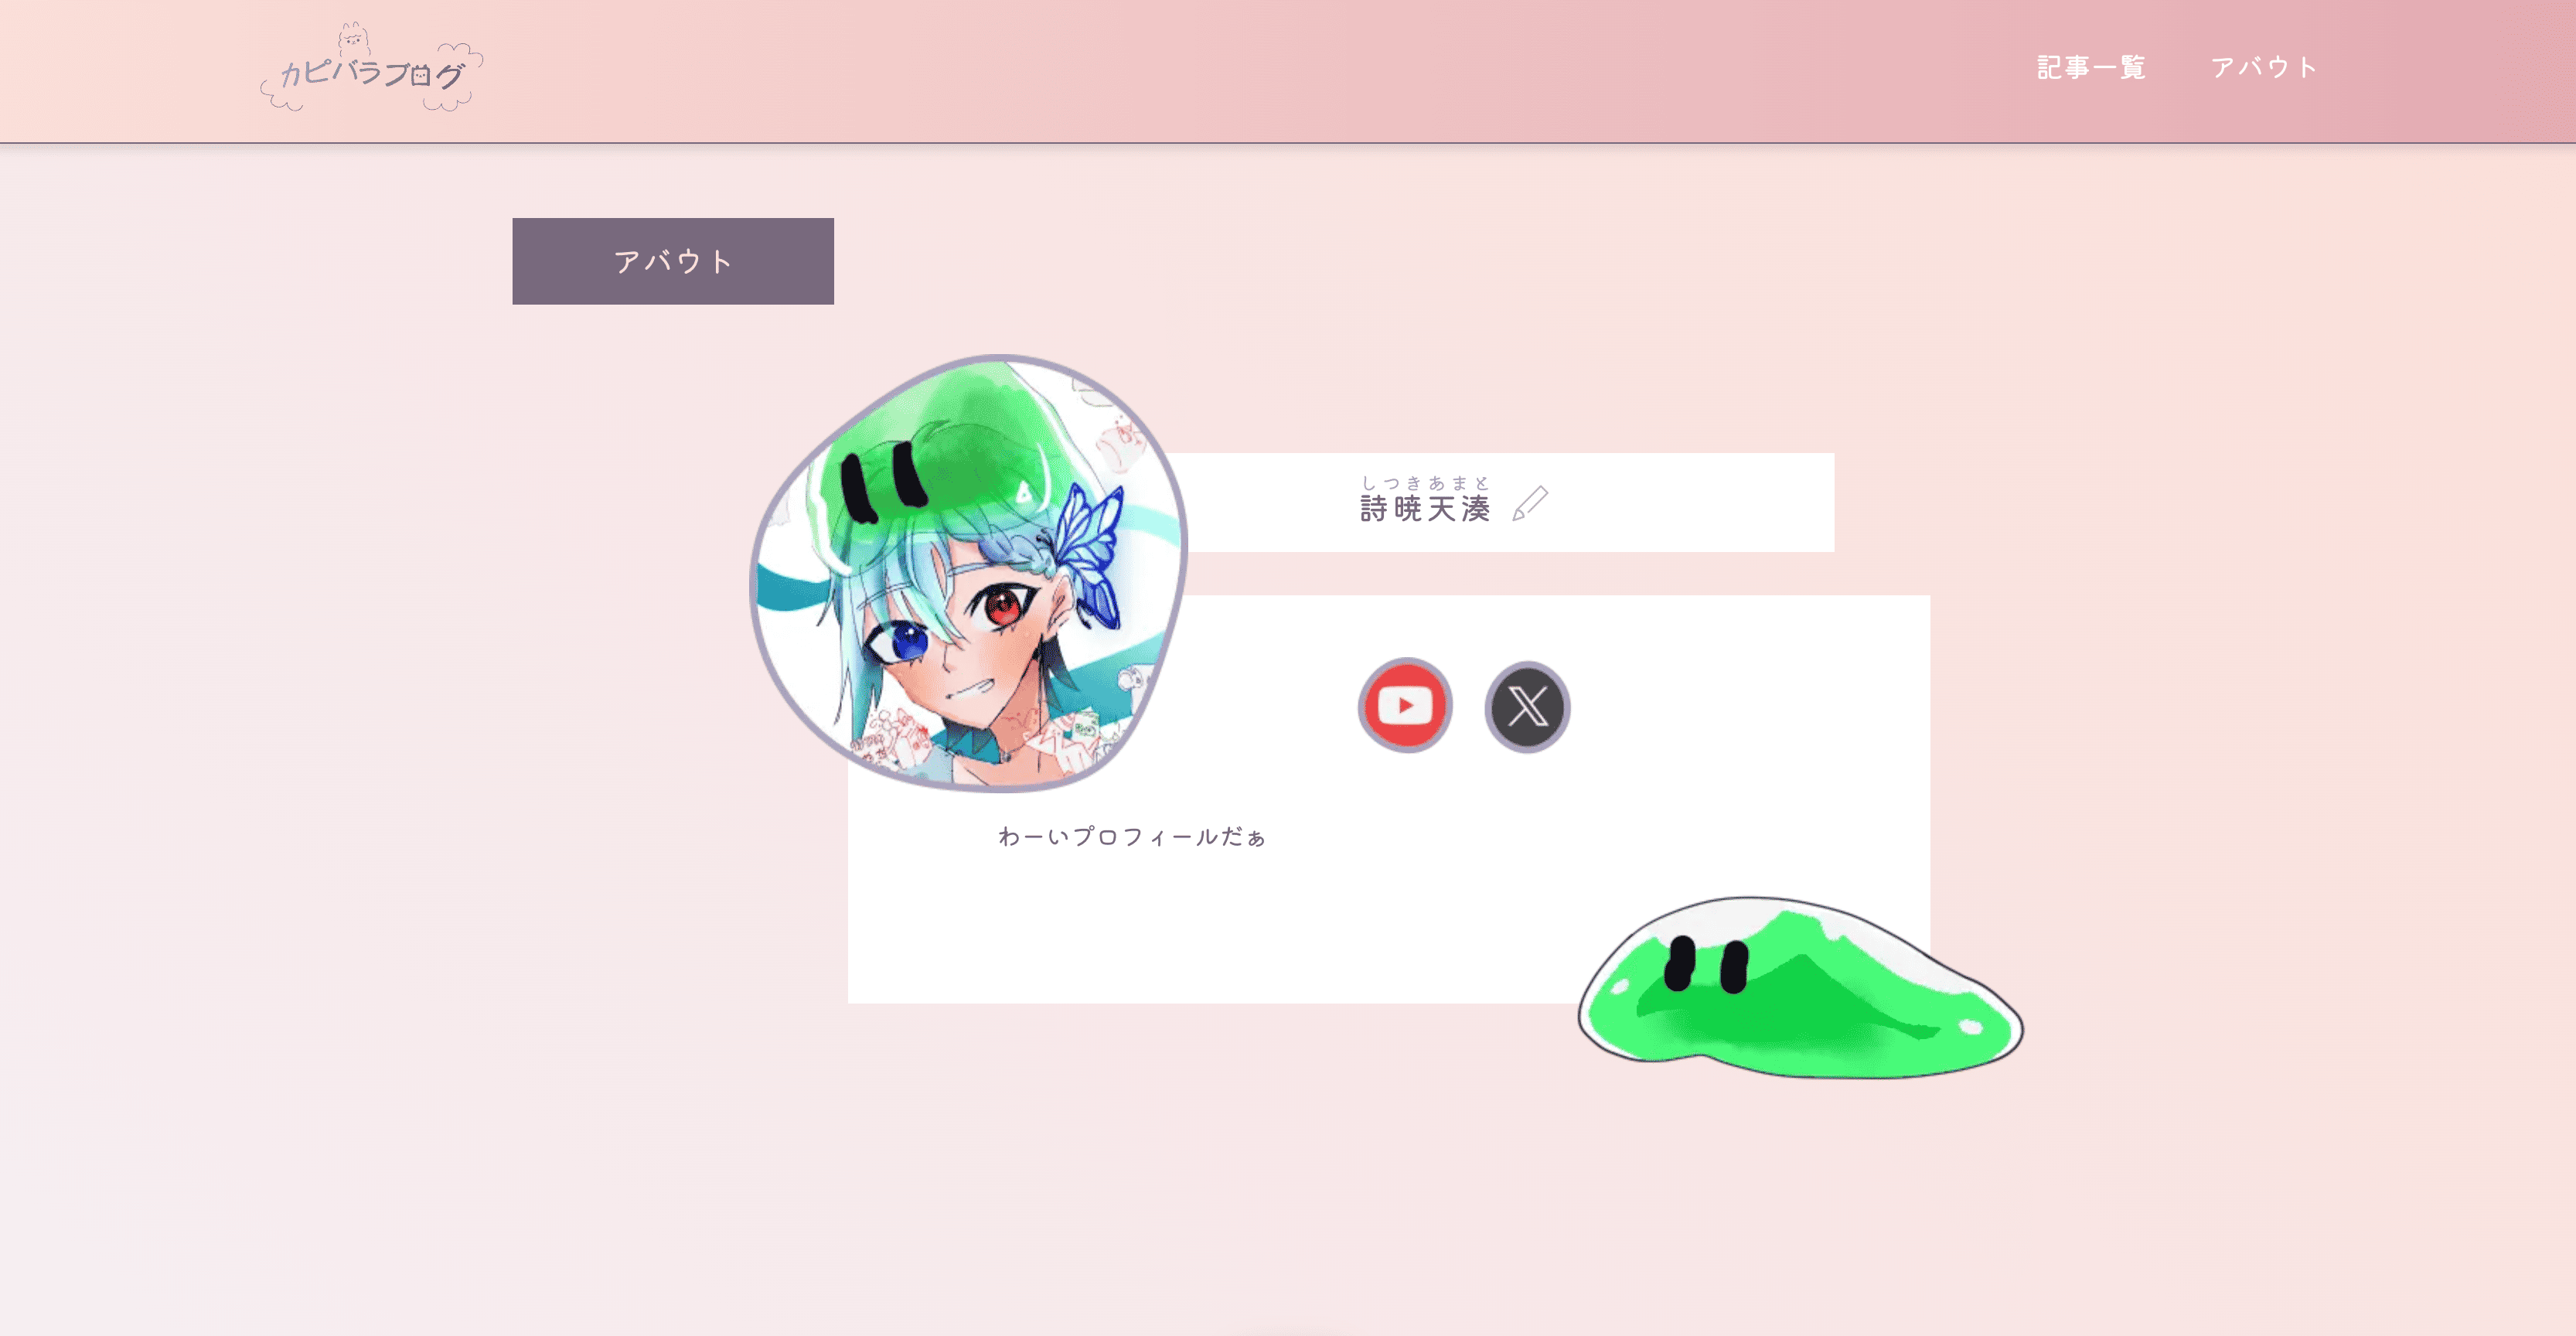 カピバラブログ
記事一覧
アバウト
アバウト
しつきあまと
詩暁天湊
わーいプロフィールだぁ